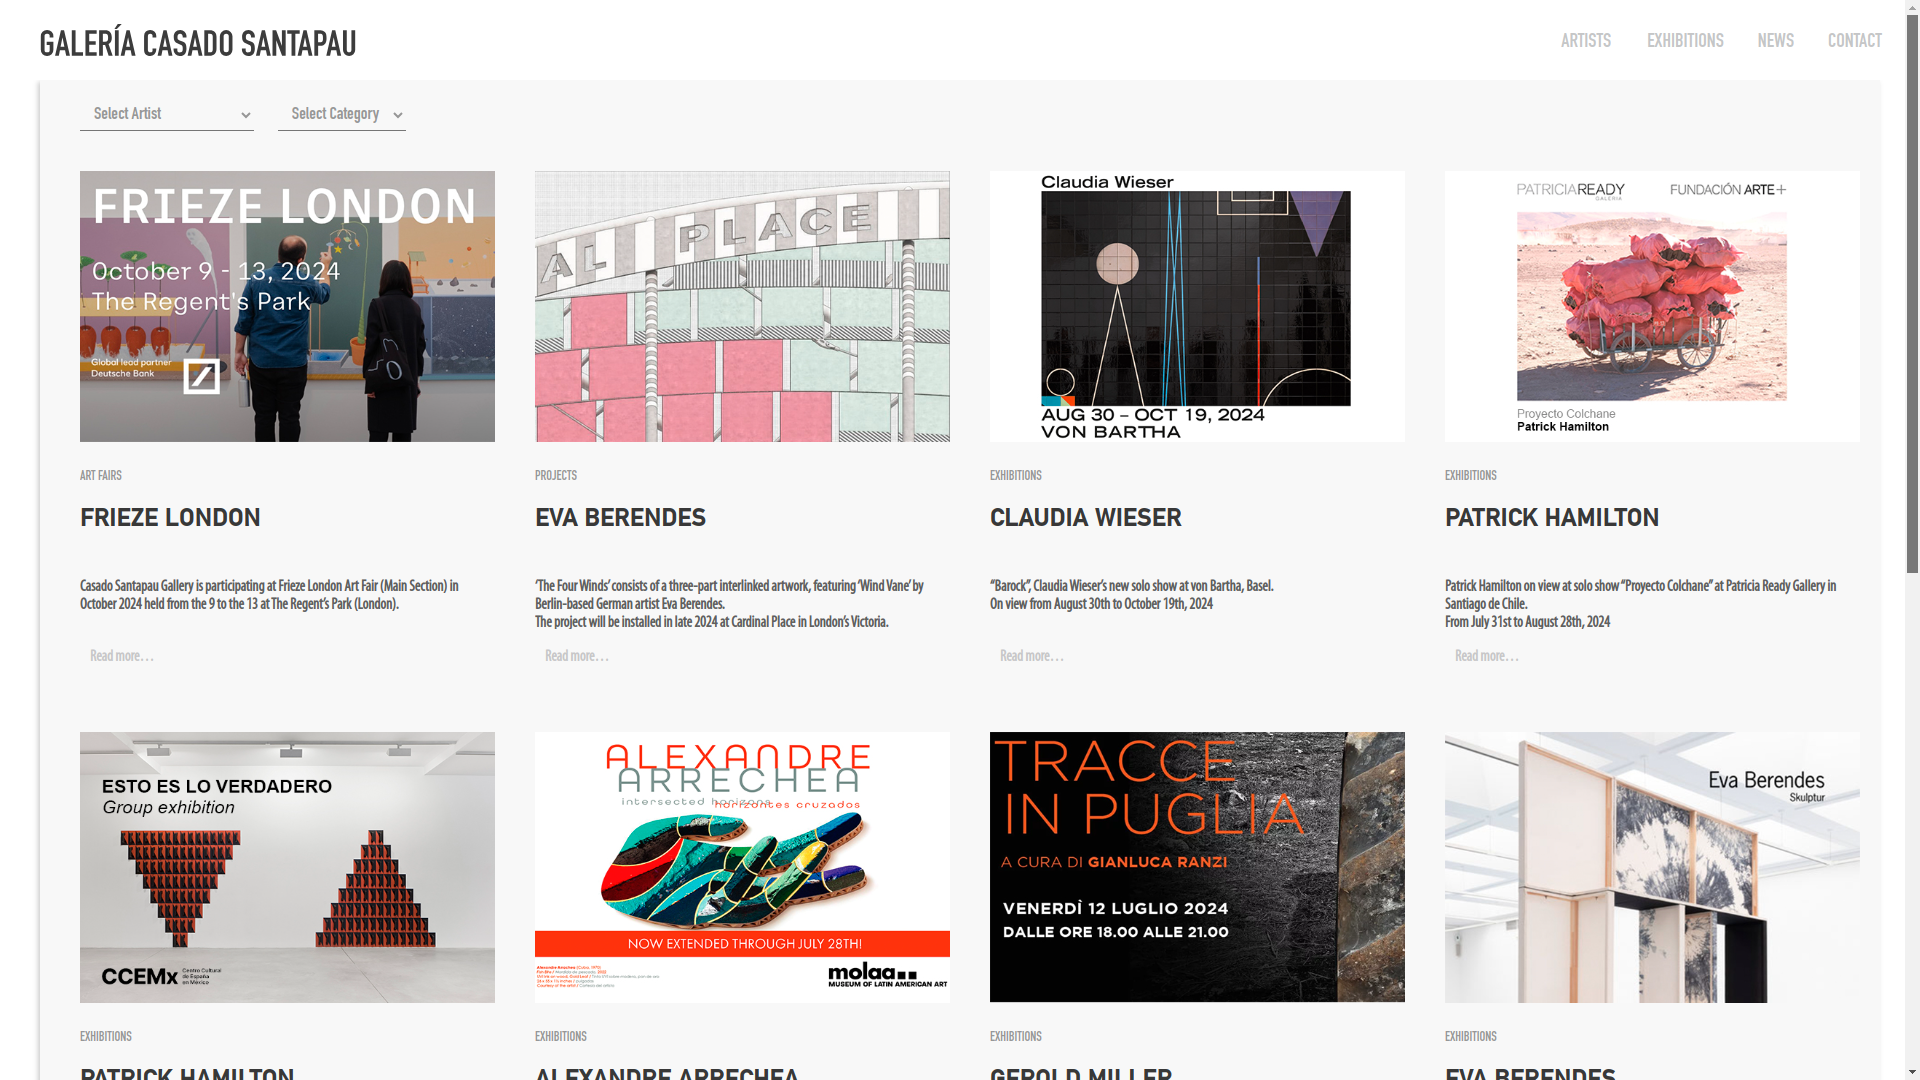 GALERÍA CASADO SANTAPAU
ARTISTS
EXHIBITIONS
NEWS
CONTACT
Select Artist
Select Category
FRIEZE LONDON
October 9 - 13, 2024
The Regent's Park
Global lead partner
Deutsche Bank
AL PLACE
Claudia Wieser
AUG 30 – OCT 19, 2024
VON BARTHA
PATRICIAREADY
GALERIA
FUNDACIÓN ARTE+
Proyecto Colchane
Patrick Hamilton
ART FAIRS
FRIEZE LONDON
Casado Santapau Gallery is participating at Frieze London Art Fair (Main Section) in
October 2024 held from the 9 to the 13 at The Regent's Park (London).
Read more…
PROJECTS
EVA BERENDES
‘The Four Winds’ consists of a three-part interlinked artwork, featuring ‘Wind Vane’ by
Berlin-based German artist Eva Berendes.
The project will be installed in late 2024 at Cardinal Place in London’s Victoria.
Read more…
EXHIBITIONS
CLAUDIA WIESER
“Barock”, Claudia Wieser’s new solo show at von Bartha, Basel.
On view from August 30th to October 19th, 2024
Read more…
EXHIBITIONS
PATRICK HAMILTON
Patrick Hamilton on view at solo show “Proyecto Colchane” at Patricia Ready Gallery in
Santiago de Chile.
From July 31st to August 28th, 2024
Read more…
ESTO ES LO VERDADERO
Group exhibition
CCEMx
Centro Cultural
de España
en México
ALEXANDRE
ARRECHEA
intersected horizons
horizontes cruzados
NOW EXTENDED THROUGH JULY 28TH!
molaa
MUSEUM OF LATIN AMERICAN ART
TRACCE
IN PUGLIA
A CURA DI GIANLUCA RANZI
VENERDÌ 12 LUGLIO 2024
DALLE ORE 18.00 ALLE 21.00
Eva Berendes
Skulptur
EXHIBITIONS
PATRICK HAMILTON
EXHIBITIONS
ALEXANDRE ARRECHEA
EXHIBITIONS
GEROLD MILLER
EXHIBITIONS
EVA BERENDES